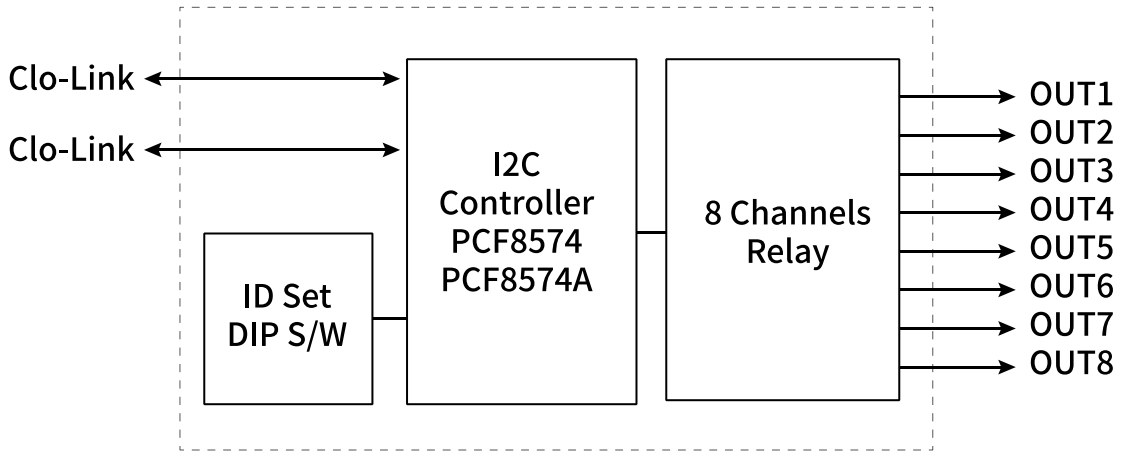 Clo-Link
Clo-Link
ID Set
DIP S/W
I2C
Controller
PCF8574
PCF8574A
8 Channels
Relay
OUT1
OUT2
OUT3
OUT4
OUT5
OUT6
OUT7
OUT8